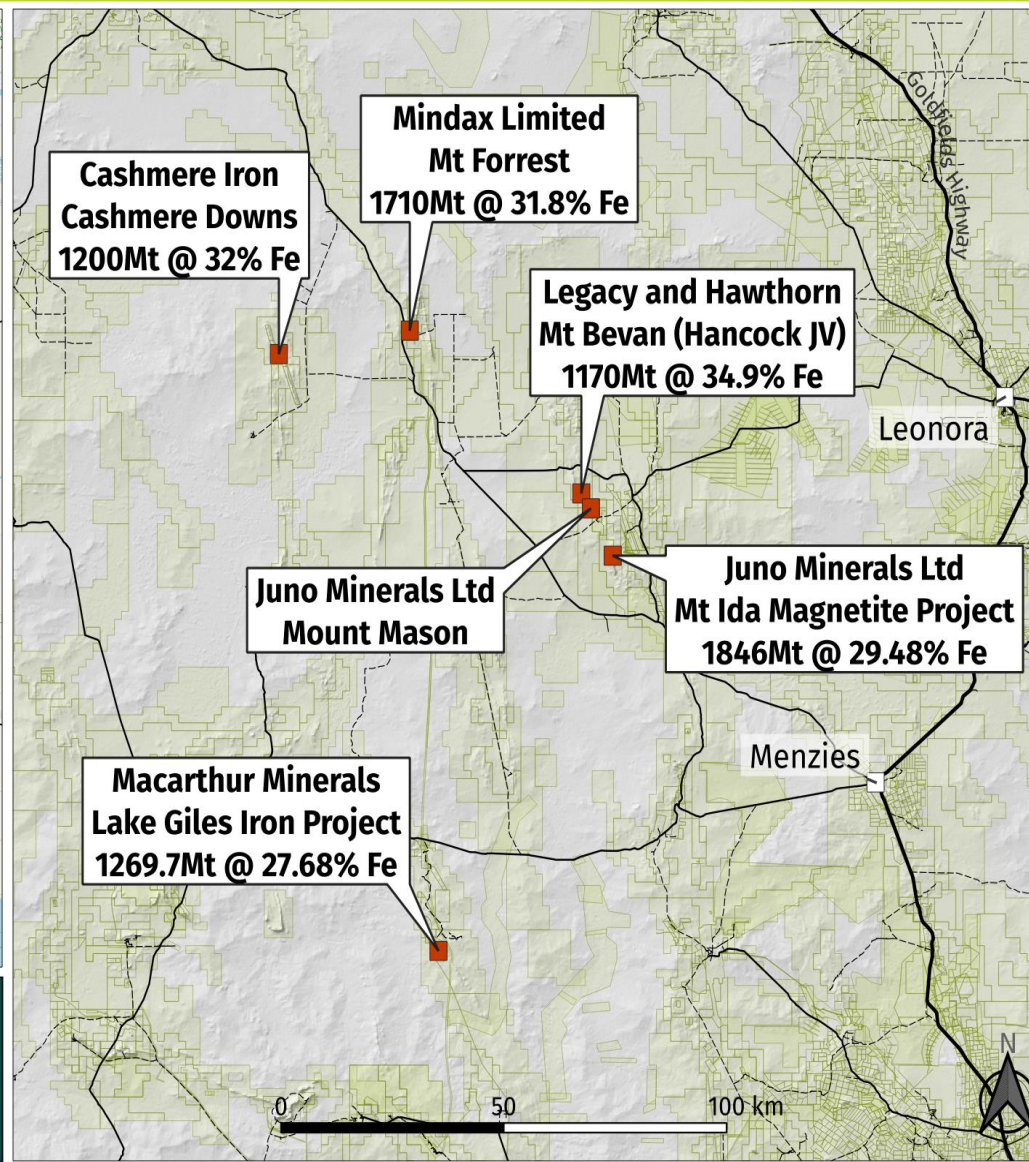 Goldfields Highway
Mindax Limited
Mt Forrest
1710Mt @ 31.8% Fe
Cashmere Iron
Cashmere Downs
1200Mt @ 32% Fe
Legacy and Hawthorn
Mt Bevan (Hancock JV)
1170Mt @ 34.9% Fe
Leonora
Juno Minerals Ltd
Mount Mason
Juno Minerals Ltd
Mt Ida Magnetite Project
1846Mt @ 29.48% Fe
Menzies
Macarthur Minerals
Lake Giles Iron Project
1269.7Mt @ 27.68% Fe
N
0 50 100 km